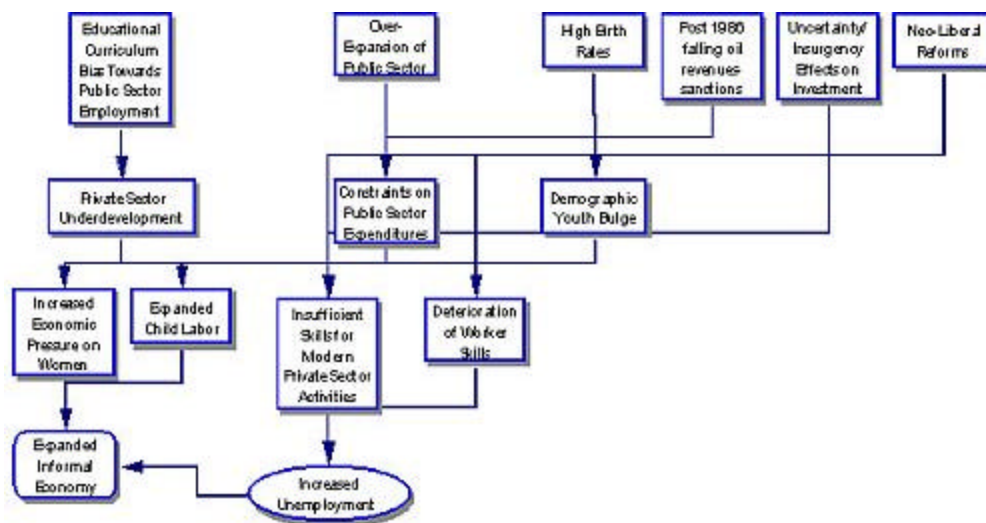 Educational
Curriculum
Bias Towards
Public Sector
Employment
Over-
Expansion of
Public Sector
High Birth
Rates
Post 1986
falling oil
revenues-
sanctions
Uncertainty/
Insurgency
Effects on
Investment
Neo-Liberal
Reforms
Private Sector
Underdevelopment
Constraints on
Public Sector
Expenditures
Demographic
Youth Bulge
Increased
Economic
Pressure on
Women
Expanded
Child Labor
Insufficient
Skills for
Modern
Private Sector
Activities
Deterioration
of Worker
Skills
Expanded
Informal
Economy
Increased
Unemployment